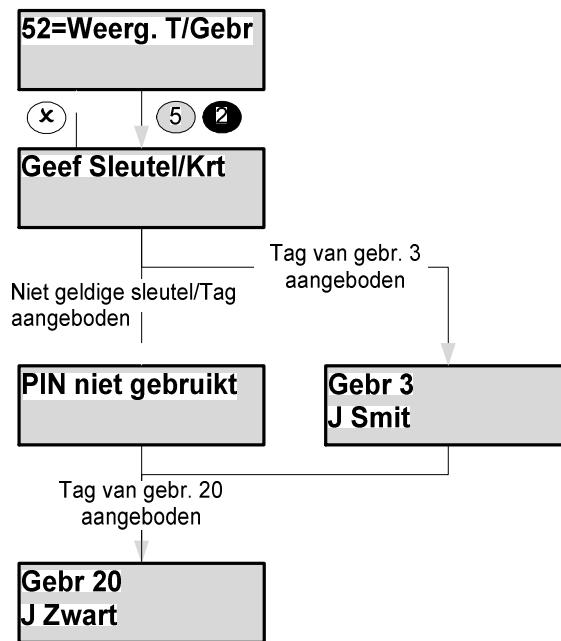 52=Weerg. T/Gebr
x 5 2
Geef Sleutel/Krt
Tag van gebr. 3
aangeboden
Niet geldige sleutel/Tag
aangeboden
PIN niet gebruikt
Gebr 3
J Smit
Tag van gebr. 20
aangeboden
Gebr 20
J Zwart